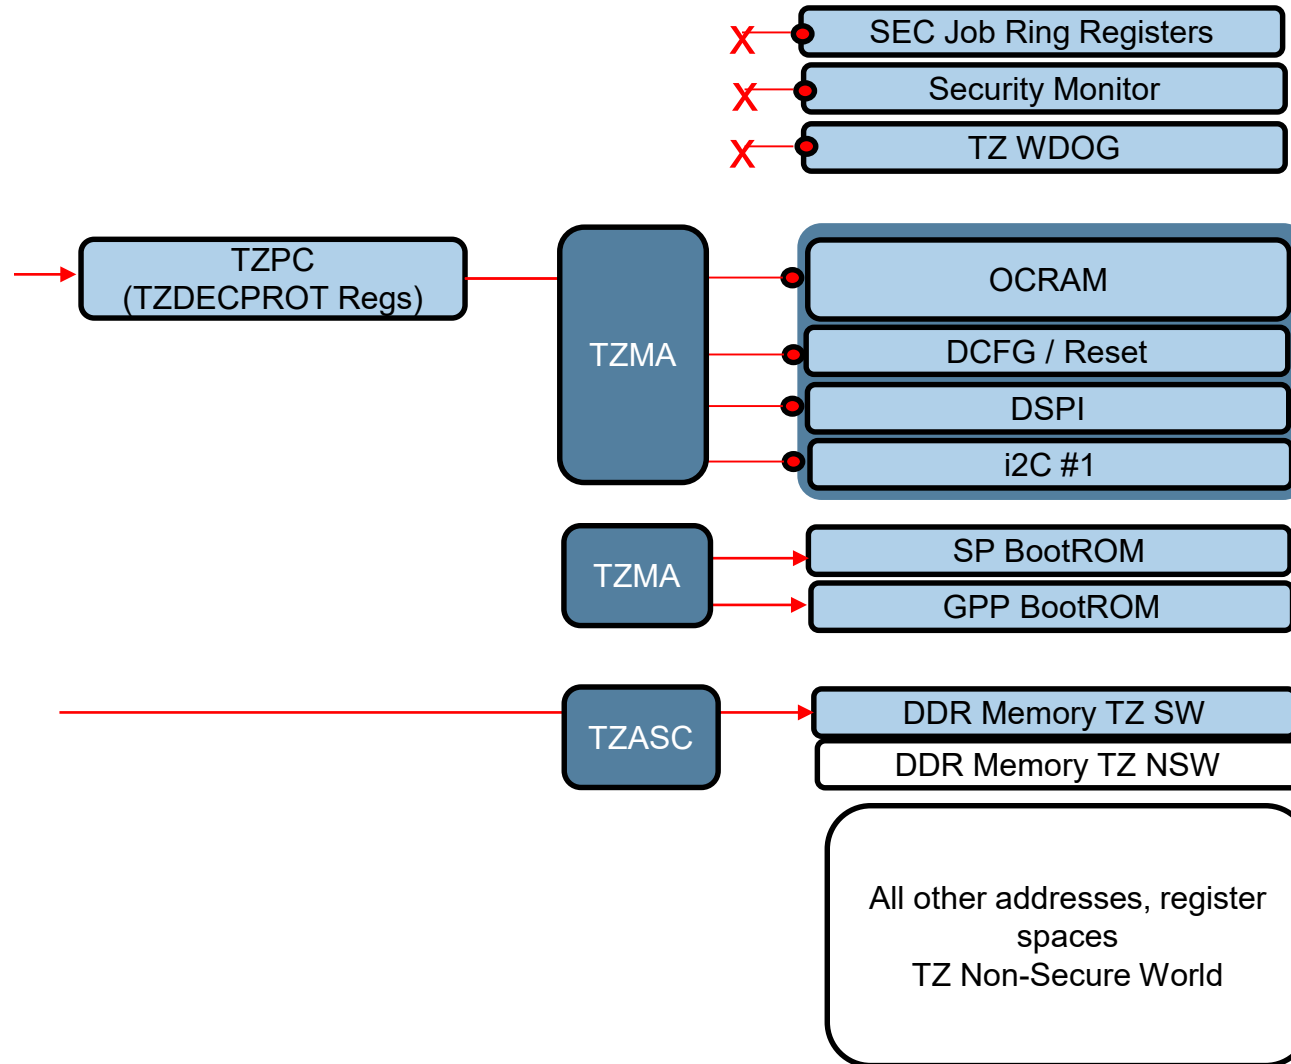 X
SEC Job Ring Registers
X
Security Monitor
X
TZ WDOG
TZPC
(TZDECPROT Regs)
TZMA
OCRAM
DCFG / Reset
DSPI
i2C #1
TZMA
SP BootROM
GPP BootROM
TZASC
DDR Memory TZ SW
DDR Memory TZ NSW
All other addresses, register
spaces
TZ Non-Secure World